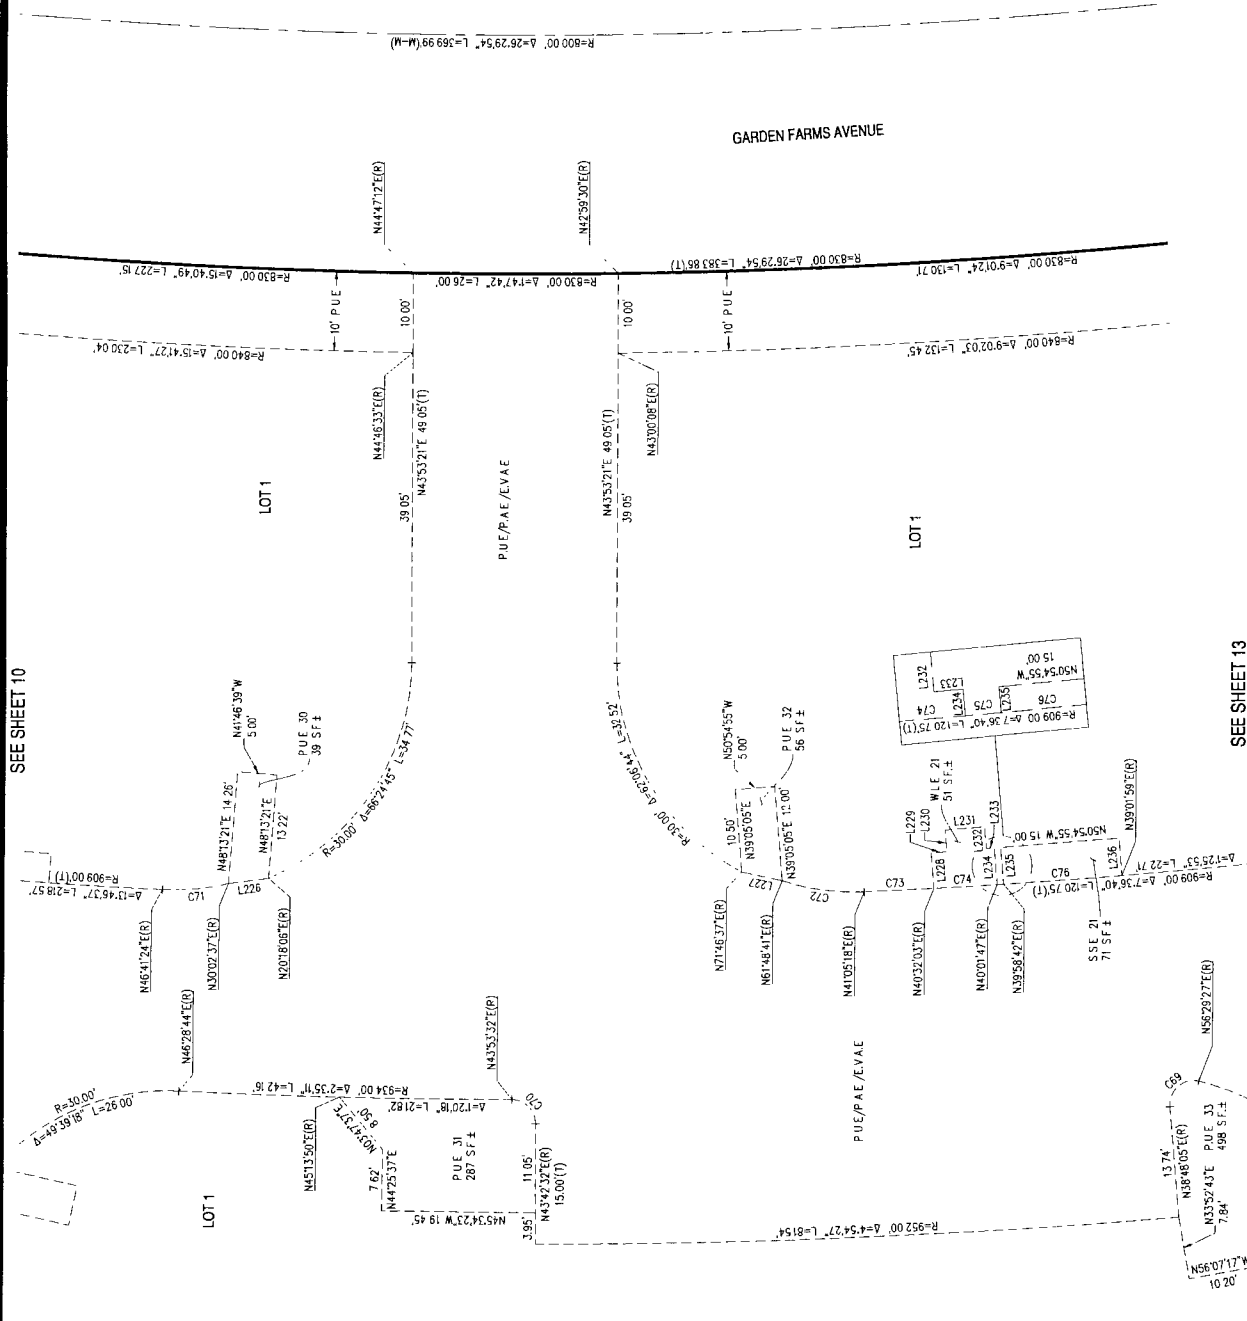 R=800 00' Δ=26°29'54" L=369 99'(M-M)
GARDEN FARMS AVENUE
N44°47'12"E(R)
N42°59'30"E(R)
R=830 00' Δ=15°40'49" L=227 15'
R=830 00' Δ=1°47'42" L=26 00'
R=830 00' Δ=26°29'54" L=383 86'(T)
R=830 00' Δ=9°01'24" L=130 71'
10' P U E
10 00'
10 00'
10' P U E
R=840 00' Δ=15°41'27" L=230 04'
R=840 00' Δ=9°02'03" L=132 45'
N44°46'33"E(R)
N43°53'21"E 49 05'(T)
39 05'
N43°53'21"E 49 05'(T)
39 05'
N43°00'08"E(R)
LOT 1
P.U E/P.A E /E.V.A E
LOT 1
SEE SHEET 10
SEE SHEET 13
N41°46'39"W
5 00'
P U E 30
39 S F ±
N48°13'21"E 14 26'
N48°13'21"E
13 22'
R=30.00' Δ=66°24'45" L=34 77'
R=30.00' Δ=62°06'44" L=32 52'
N50°54'55"W
5 00'
P U E 32
56 S F ±
10 50'
N39°05'05"E
N39°05'05"E 12 00'
L232
L233
N50°54'55"W
15 00'
C74
L234
C75
L235
C76
R=909 00 Δ=7°36'40" L=120 75'(T)
L229
L230
W L E 21
51 S F ±
L231
L232
L233
N50°54'55"W 15 00'
N39°01'59"E(R)
R=909 00'(T)
Δ=13°46'37" L=218 57'
C71
L226
L227
C72
C73
L228
C74
L234
L235
C76
L236
Δ=1°25'53" L=22 71'
R=909 00' Δ=7°36'40" L=120 75'(T)
N46°41'24"E(R)
N30°02'37"E(R)
N20°18'06"E(R)
N71°46'37"E(R)
N61°48'41"E(R)
N41°05'18"E(R)
N40°32'03"E(R)
N40°01'47"E(R)
N39°58'42"E(R)
S S E 21
71 S F ±
N46°28'44"E(R)
N43°53'32"E(R)
N56°29'27"E(R)
R=30.00'
Δ=49°39'18" L=26 00'
R=934 00' Δ=2°35'11" L=42 16'
Δ=1°20'18" L=21 82'
C70
P U E/P A E /E.V.A.E
C69
N45°13'50"E(R)
N03°47'37"E
8 50'
7 62'
N44°25'37"E
P U E 31
287 S F ±
11 05'
N43°42'32"E(R)
15.00'(T)
3.95'
N45°34'23"W 19 45'
LOT 1
R=952 00' Δ=4°54'27" L=81 54'
13 74'
N38°48'05"E(R)
N33°52'43"E
7.84'
P.U E 33
498 S F ±
N56°07'17"W
10 20'